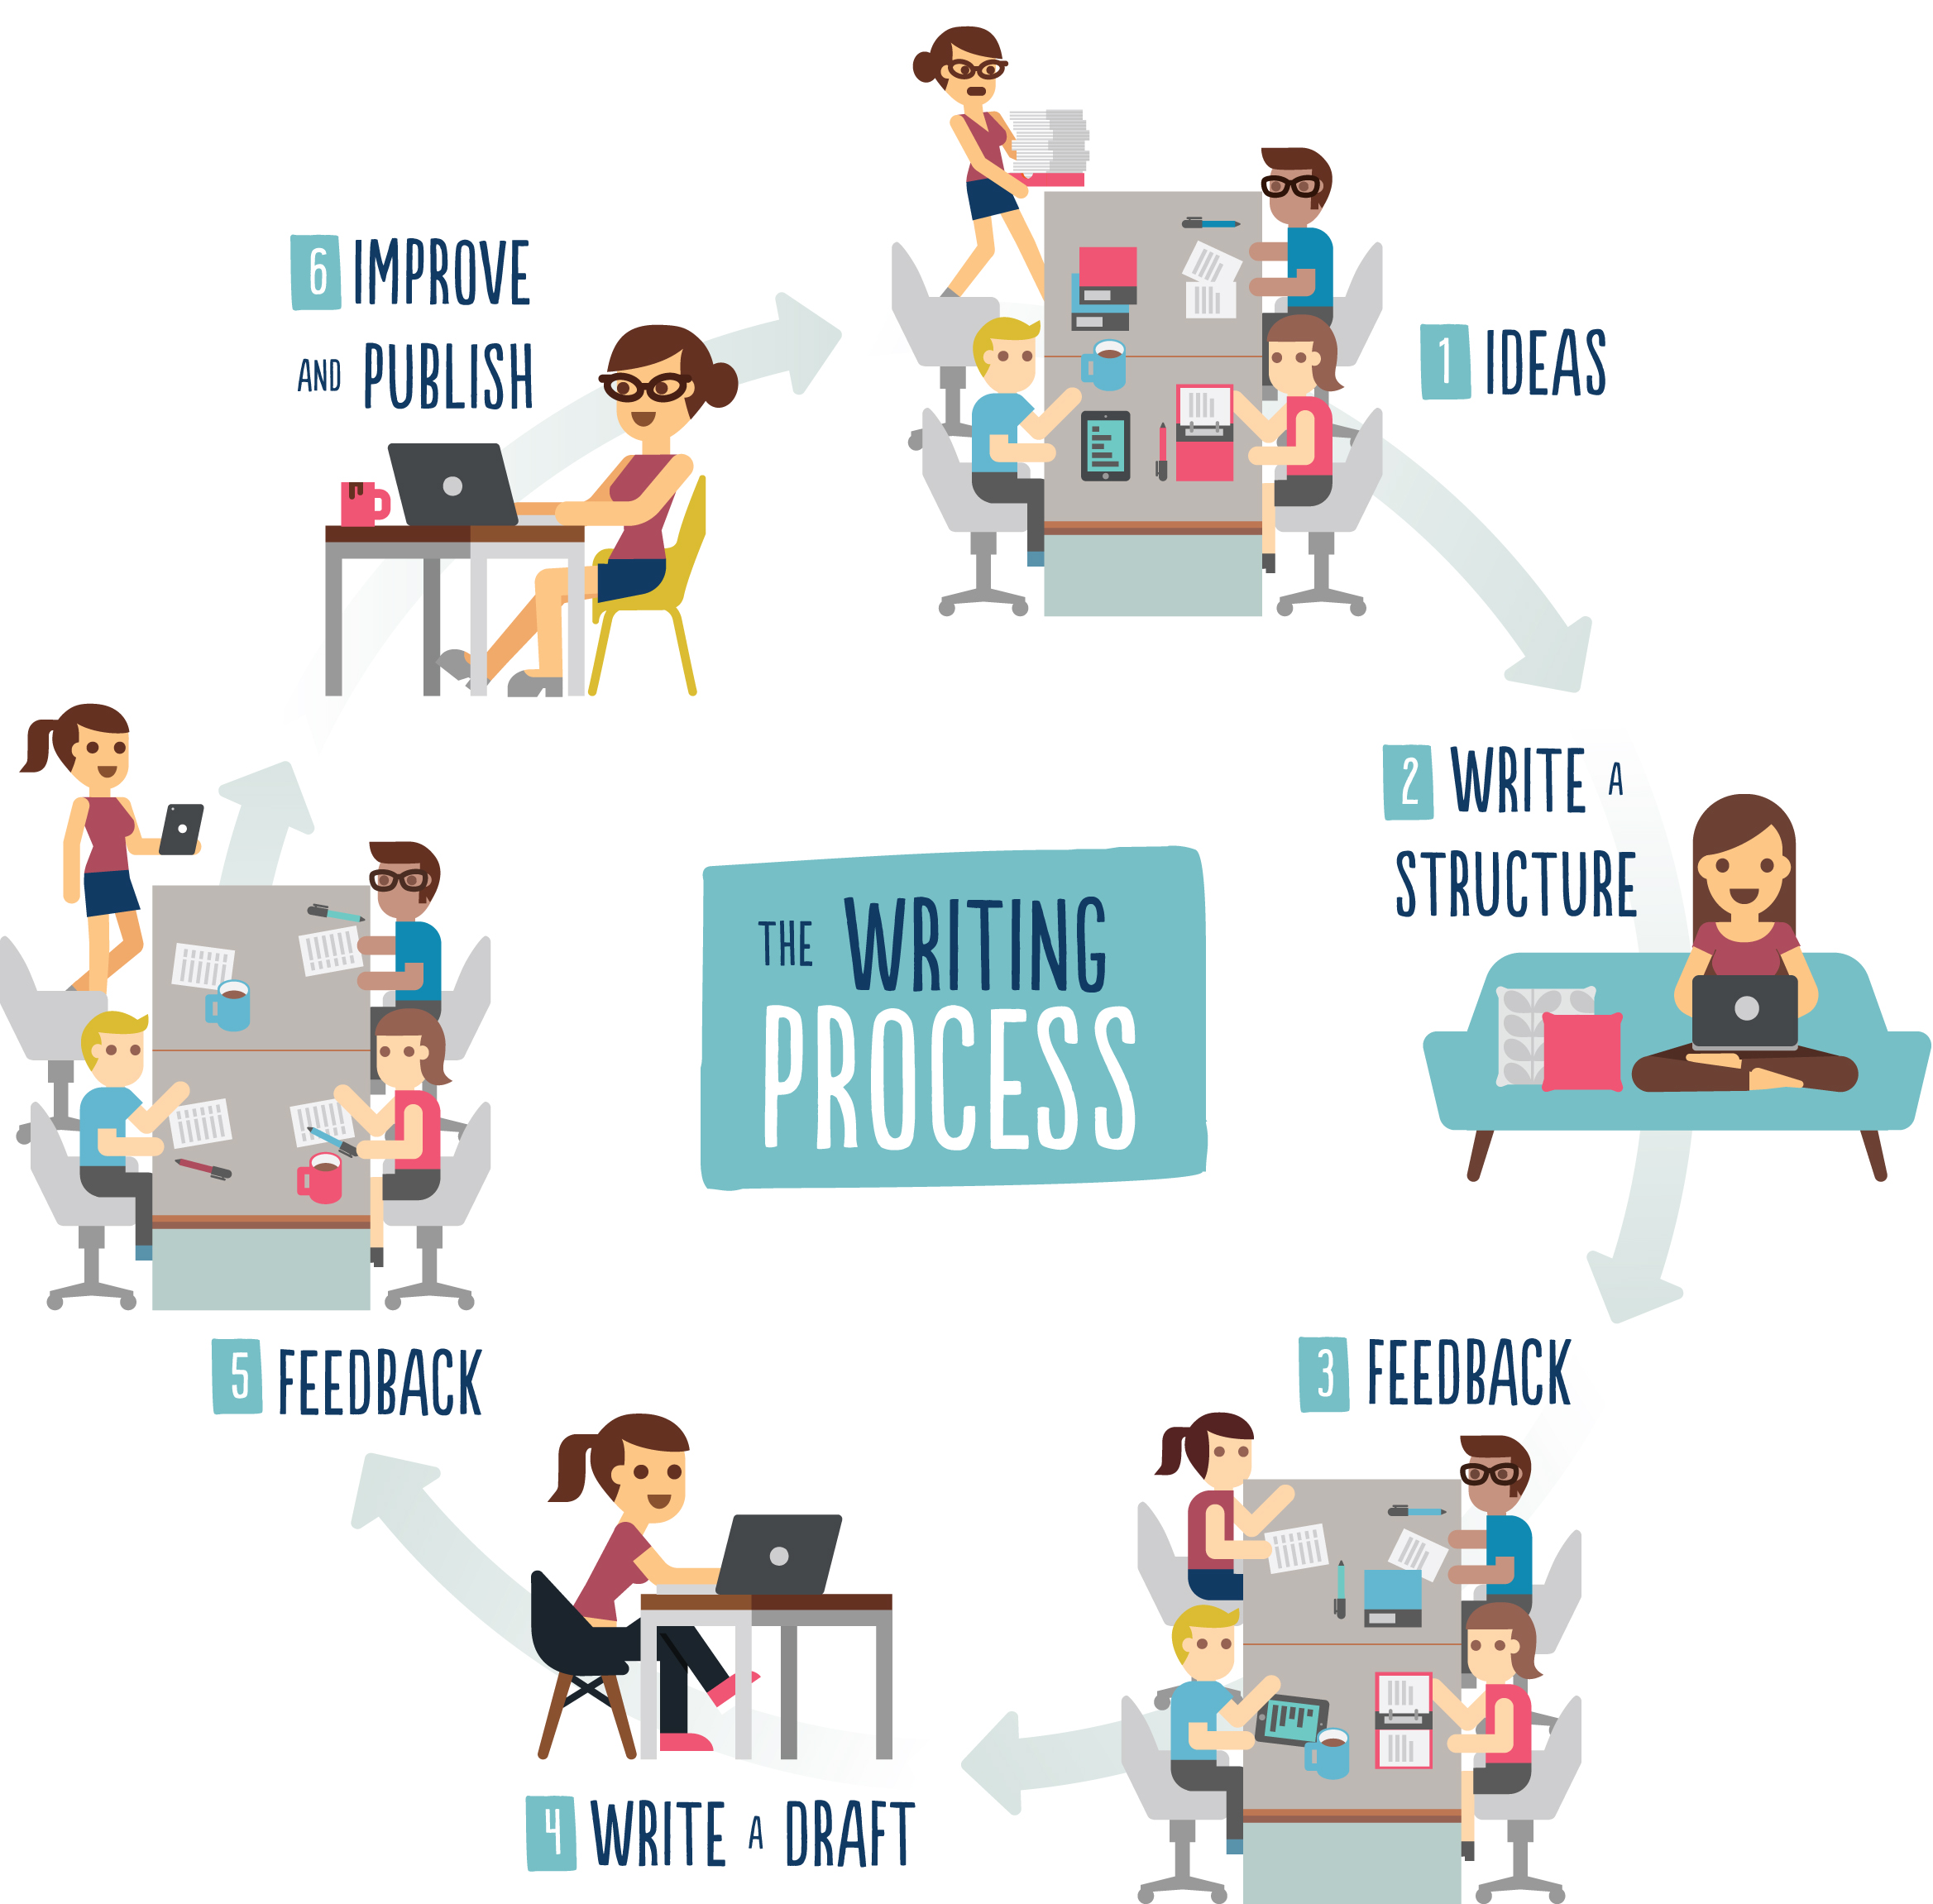 THE WRITING
PROCESS
1 IDEAS
2 WRITE A
STRUCTURE
3 FEEDBACK
4 WRITE A DRAFT
5 FEEDBACK
6 IMPROVE
AND PUBLISH